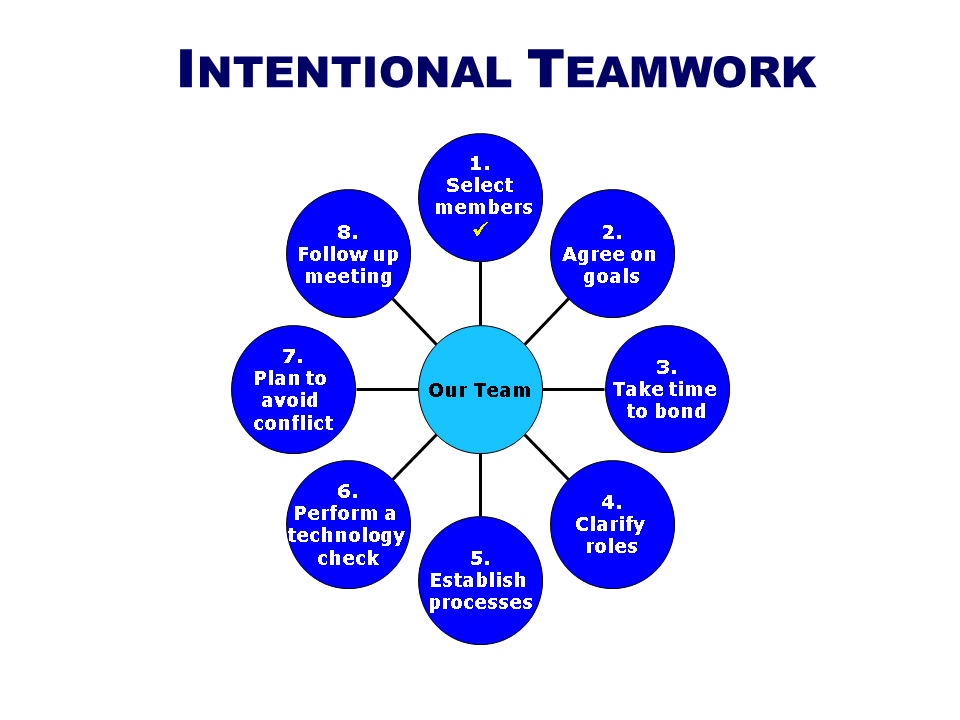 INTENTIONAL TEAMWORK
1.
Select
members
✓
2.
Agree on
goals
3.
Take time
to bond
4.
Clarify
roles
5.
Establish
processes
6.
Perform a
technology
check
7.
Plan to
avoid
conflict
8.
Follow up
meeting
Our Team